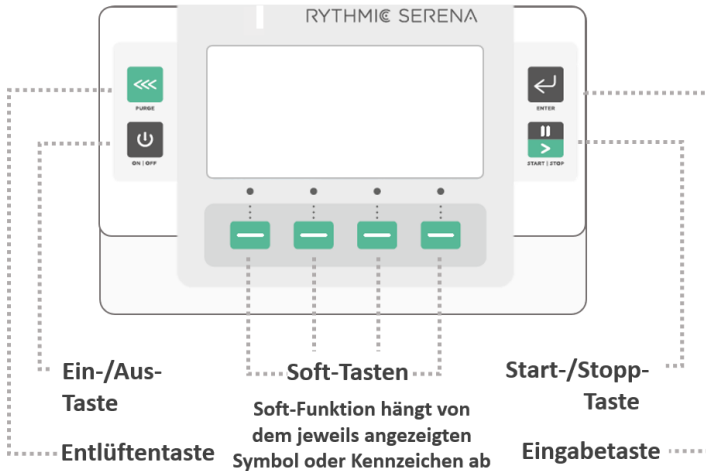 RYTHMIC SERENA
PURGE
ENTER
ON | OFF
START | STOP
Ein-/Aus-
Taste
Entlüftentaste
Soft-Tasten
Soft-Funktion hängt von
dem jeweils angezeigten
Symbol oder Kennzeichen ab
Start-/Stopp-
Taste
Eingabetaste